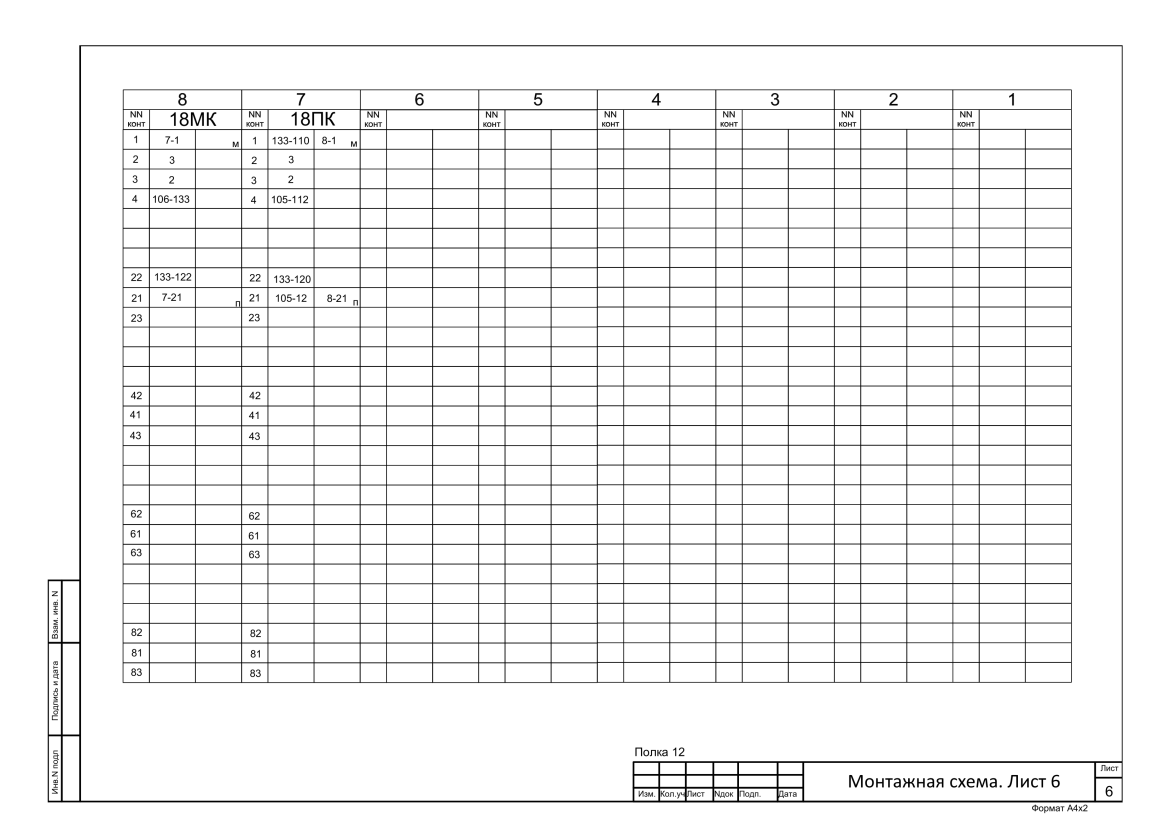 8 7 6 5 4 3 2 1
NN конт 18МК NN конт 18ПК NN конт NN конт NN конт NN конт NN конт NN конт
1 7-1 м 1 133-110 8-1 м
2 3 2 3
3 2 3 2
4 106-133 4 105-112
22 133-122 22 133-120
21 7-21 п 21 105-12 8-21 п
23 23
42 42
41 41
43 43
62 62
61 61
63 63
82 82
81 81
83 83
Взам. инв. N
Подпись и дата
Инв.N подп
Полка 12
Изм. Кол.уч Лист Nдок Подп. Дата
Монтажная схема. Лист 6
Лист
6
Формат А4х2